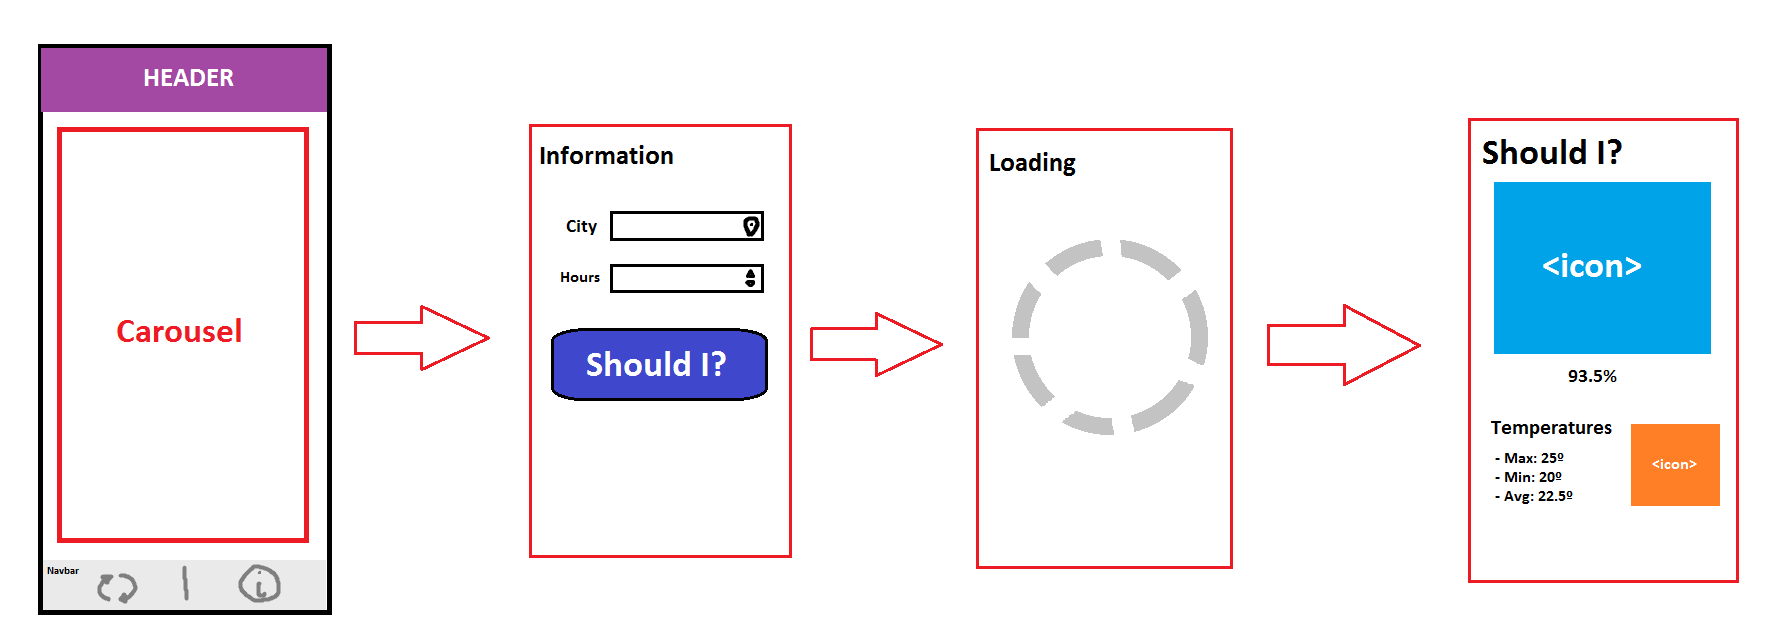 HEADER
Carousel
Navbar
Information
City
Hours
Should I?
Loading
Should I?
<icon>
93.5%
Temperatures
- Max: 25º
- Min: 20º
- Avg: 22.5º
<icon>